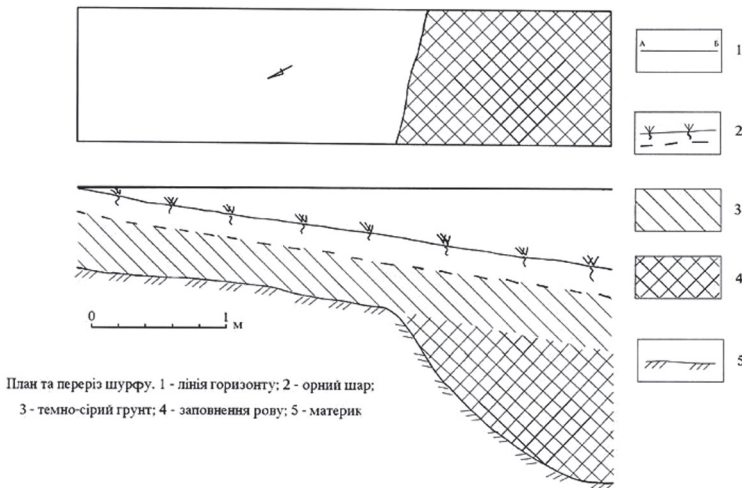 А Б 1
2
3
4
5
0 1
м
План та переріз шурфу. 1 - лінія горизонту; 2 - орний шар;
3 - темно-сірий грунт; 4 - заповнення рову; 5 - материк